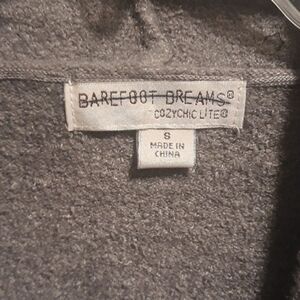 BAREFOOT DREAMS®
COZYCHIC LITE®
S
MADE IN
CHINA